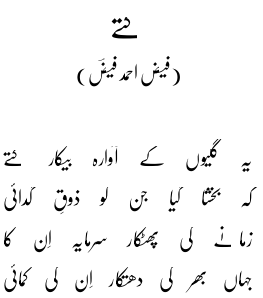 کتے
(فیض احمد فیضؔ)
یہ گلیوں کے آوارہ بیکار کتے
کہ بخشا گیا جن کو ذوقِ گدائی
زمانے کی پھٹکار سرمایہ اِن کا
جہاں بھر کی دھتکار اِن کی کمائی